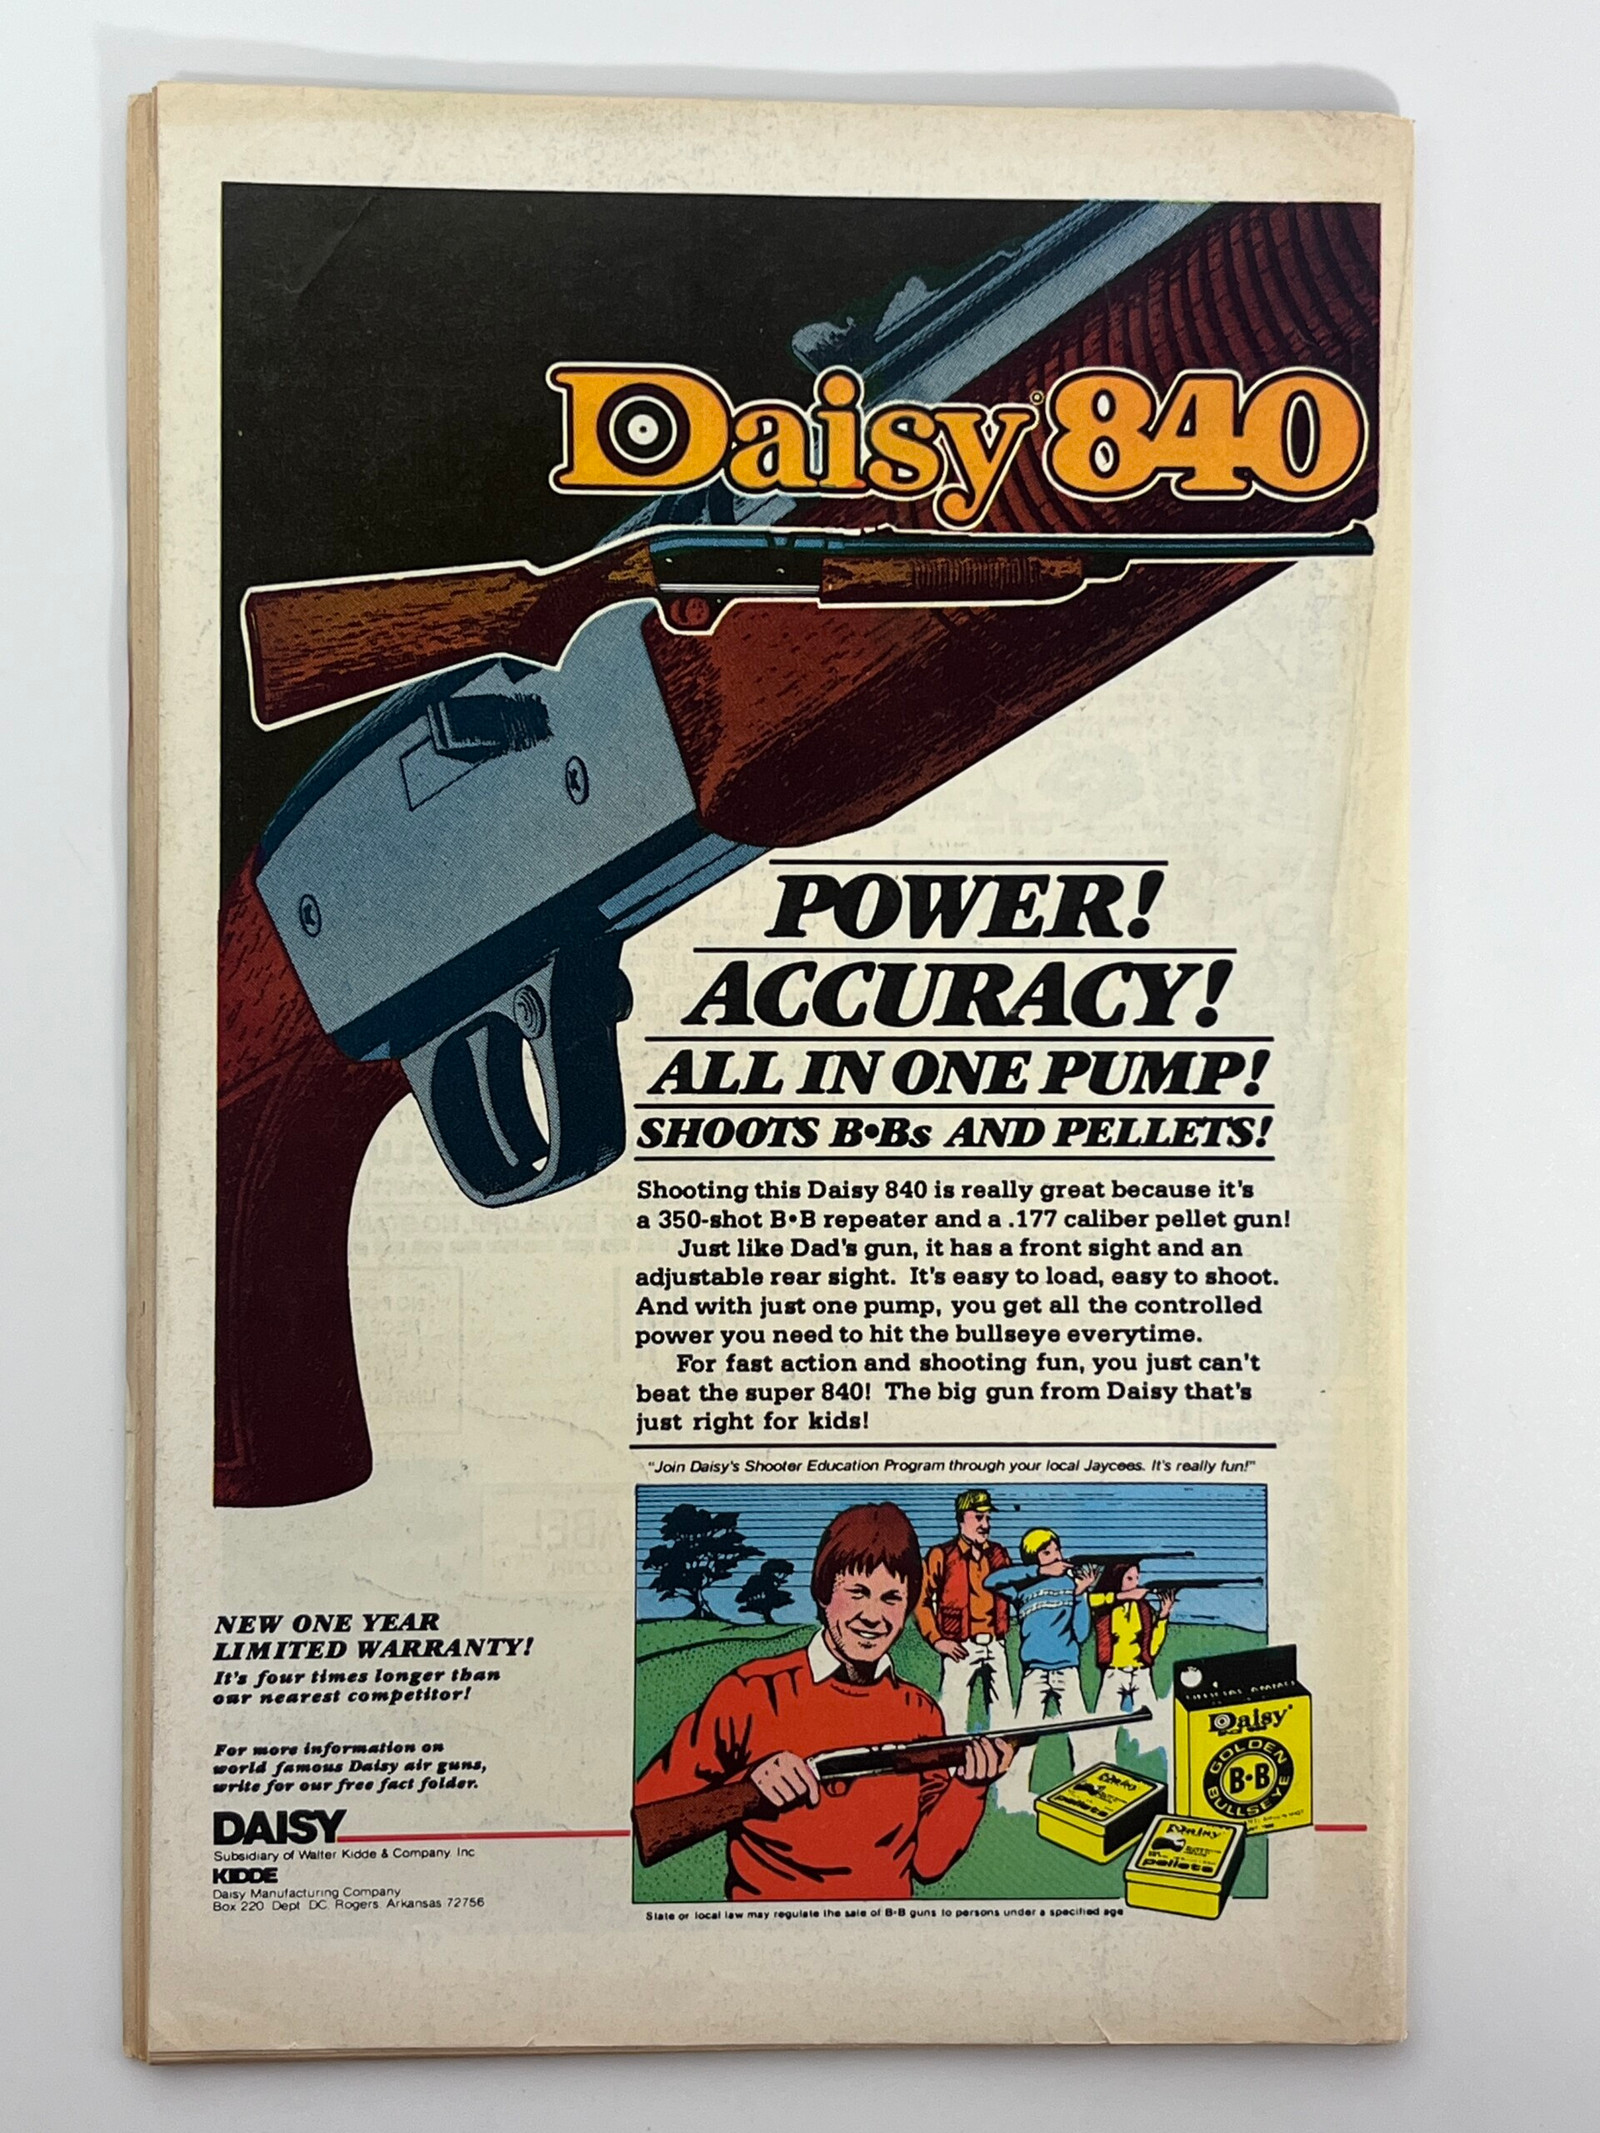 Daisy® 840
POWER!
ACCURACY!
ALL IN ONE PUMP!
SHOOTS B•Bs AND PELLETS!
Shooting this Daisy 840 is really great because it's
a 350-shot B•B repeater and a .177 caliber pellet gun!
Just like Dad's gun, it has a front sight and an
adjustable rear sight. It's easy to load, easy to shoot.
And with just one pump, you get all the controlled
power you need to hit the bullseye everytime.
For fast action and shooting fun, you just can't
beat the super 840! The big gun from Daisy that's
just right for kids!
"Join Daisy's Shooter Education Program through your local Jaycees. It's really fun!"
NEW ONE YEAR
LIMITED WARRANTY!
It's four times longer than
our nearest competitor!
For more information on
world famous Daisy air guns,
write for our free fact folder.
DAISY
Subsidiary of Walter Kidde & Company Inc
KIDDE
Daisy Manufacturing Company
Box 220 Dept DC Rogers Arkansas 72756
Daisy
GOLDEN
B•B
BULLSEYE
Daisy
pellets
Daisy
pellets
State or local law may regulate the sale of B•B guns to persons under a specified age